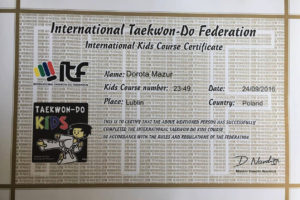 International Taekwon-Do Federation
International Kids Course Certificate
ITF
Name: Dorota Mazur
Kids Course number: 23-49 Date: 24/09/2016
Place: Lublin Country: Poland
TAEKWON-DO
KIDS
THIS IS TO CERTIFY THAT THE ABOVE MENTIONED PERSON HAS SUCCESSFULLY
COMPLETED THE INTERNATIONAL TAEKWON-DO KIDS COURSE
IN ACCORDANCE WITH THE RULES AND REGULATIONS OF THE FEDERATION